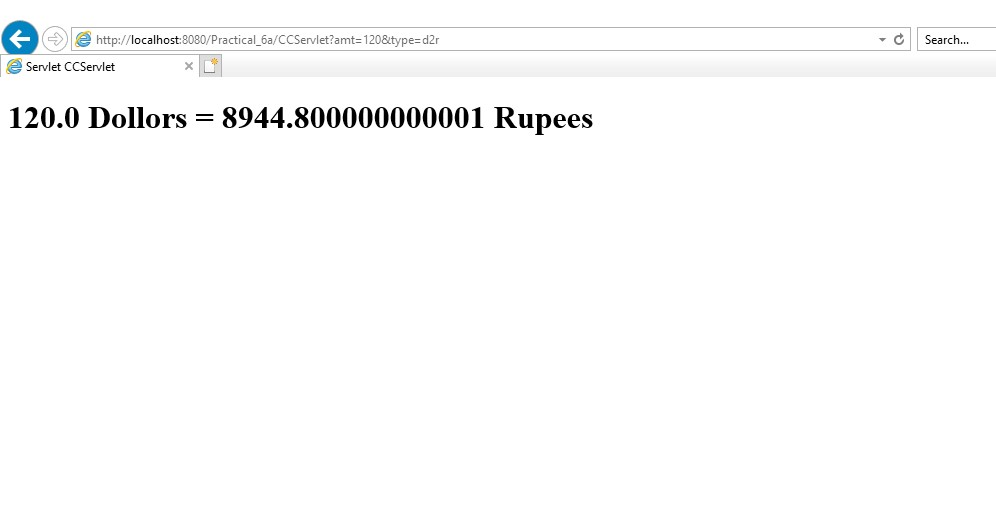 http://localhost:8080/Practical_6a/CCServlet?amt=120&type=d2r
Search...
Servlet CCServlet
120.0 Dollors = 8944.800000000001 Rupees